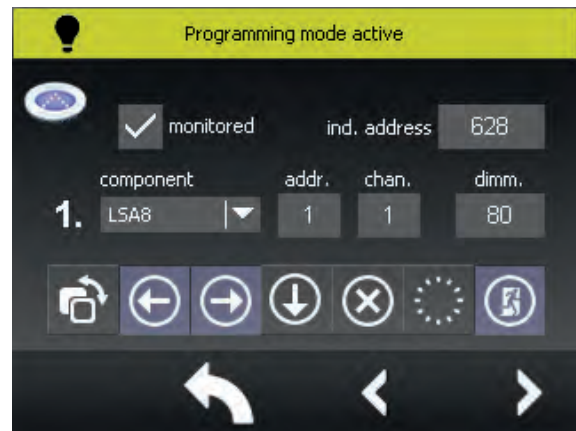 Programming mode active
monitored ind. address 628
component addr. chan. dimm.
1. LSA8 1 1 80